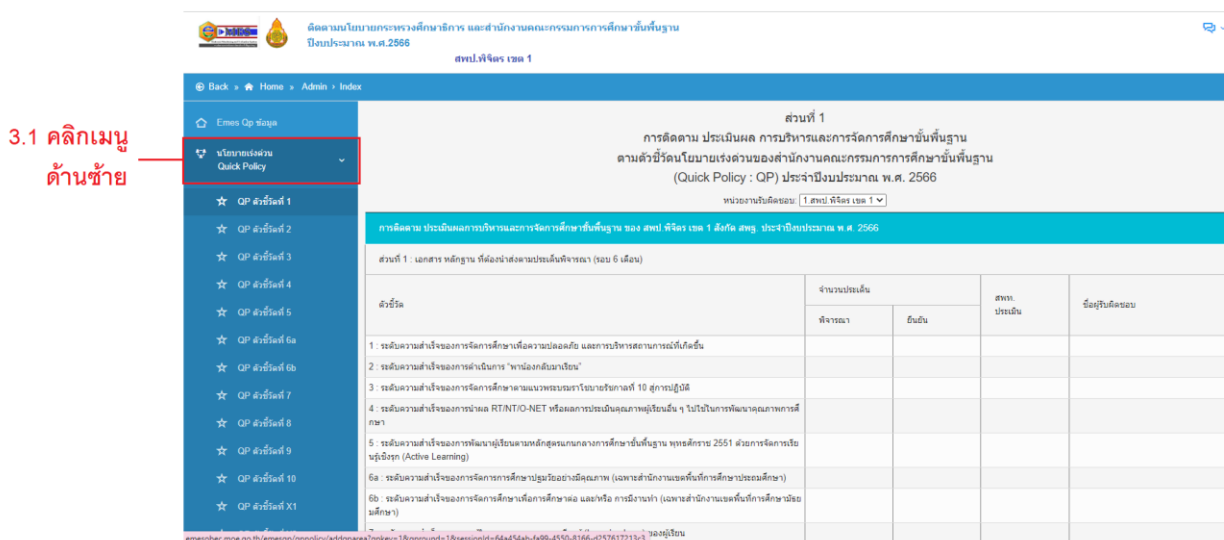 ติดตามนโยบายกระทรวงศึกษาธิการ และสำนักงานคณะกรรมการการศึกษาขั้นพื้นฐาน
ปีงบประมาณ พ.ศ.2566
สพป.พิจิตร เขต 1
Back » Home » Admin › Index
3.1 คลิกเมนู
ด้านซ้าย
Emes Qp ข้อมูล
นโยบายเร่งด่วน
Quick Policy
QP ตัวชี้วัดที่ 1
QP ตัวชี้วัดที่ 2
QP ตัวชี้วัดที่ 3
QP ตัวชี้วัดที่ 4
QP ตัวชี้วัดที่ 5
QP ตัวชี้วัดที่ 6a
QP ตัวชี้วัดที่ 6b
QP ตัวชี้วัดที่ 7
QP ตัวชี้วัดที่ 8
QP ตัวชี้วัดที่ 9
QP ตัวชี้วัดที่ 10
QP ตัวชี้วัดที่ X1
ส่วนที่ 1
การติดตาม ประเมินผล การบริหารและการจัดการศึกษาขั้นพื้นฐาน
ตามตัวชี้วัดนโยบายเร่งด่วนของสำนักงานคณะกรรมการการศึกษาขั้นพื้นฐาน
(Quick Policy : QP) ประจำปีงบประมาณ พ.ศ. 2566
หน่วยงานรับผิดชอบ: 1.สพป.พิจิตร เขต 1
การติดตาม ประเมินผลการบริหารและการจัดการศึกษาขั้นพื้นฐาน ของ สพป.พิจิตร เขต 1 สังกัด สพฐ. ประจำปีงบประมาณ พ.ศ. 2566
ส่วนที่ 1 : เอกสาร หลักฐาน ที่ต้องนำส่งตามประเด็นพิจารณา (รอบ 6 เดือน)
ตัวชี้วัด
จำนวนประเด็น
พิจารณา
ยืนยัน
สพท.
ประเมิน
ชื่อผู้รับผิดชอบ
1 : ระดับความสำเร็จของการจัดการศึกษาเพื่อความปลอดภัย และการบริหารสถานการณ์ที่เกิดขึ้น
2 : ระดับความสำเร็จของการดำเนินการ "พาน้องกลับมาเรียน"
3 : ระดับความสำเร็จของการจัดการศึกษาตามแนวพระบรมราโชบายรัชกาลที่ 10 สู่การปฏิบัติ
4 : ระดับความสำเร็จของการนำผล RT/NT/O-NET หรือผลการประเมินคุณภาพผู้เรียนอื่น ๆ ไปใช้ในการพัฒนาคุณภาพการศึ
กษา
5 : ระดับความสำเร็จของการพัฒนาผู้เรียนตามหลักสูตรแกนกลางการศึกษาขั้นพื้นฐาน พุทธศักราช 2551 ด้วยการจัดการเรีย
นรู้เชิงรุก (Active Learning)
6a : ระดับความสำเร็จของการจัดการการศึกษาปฐมวัยอย่างมีคุณภาพ (เฉพาะสำนักงานเขตพื้นที่การศึกษาประถมศึกษา)
6b : ระดับความสำเร็จของการจัดการศึกษาเพื่อการศึกษาต่อ และ/หรือ การมีงานทำ (เฉพาะสำนักงานเขตพื้นที่การศึกษามัธย
มศึกษา)
ของผู้เรียน
emesobec.moe.go.th/emesqp/qppolicy/addqparea?qpkey=1&qpround=1&sessionId=64a454ab-fa99-4550-8166-d257617213c3